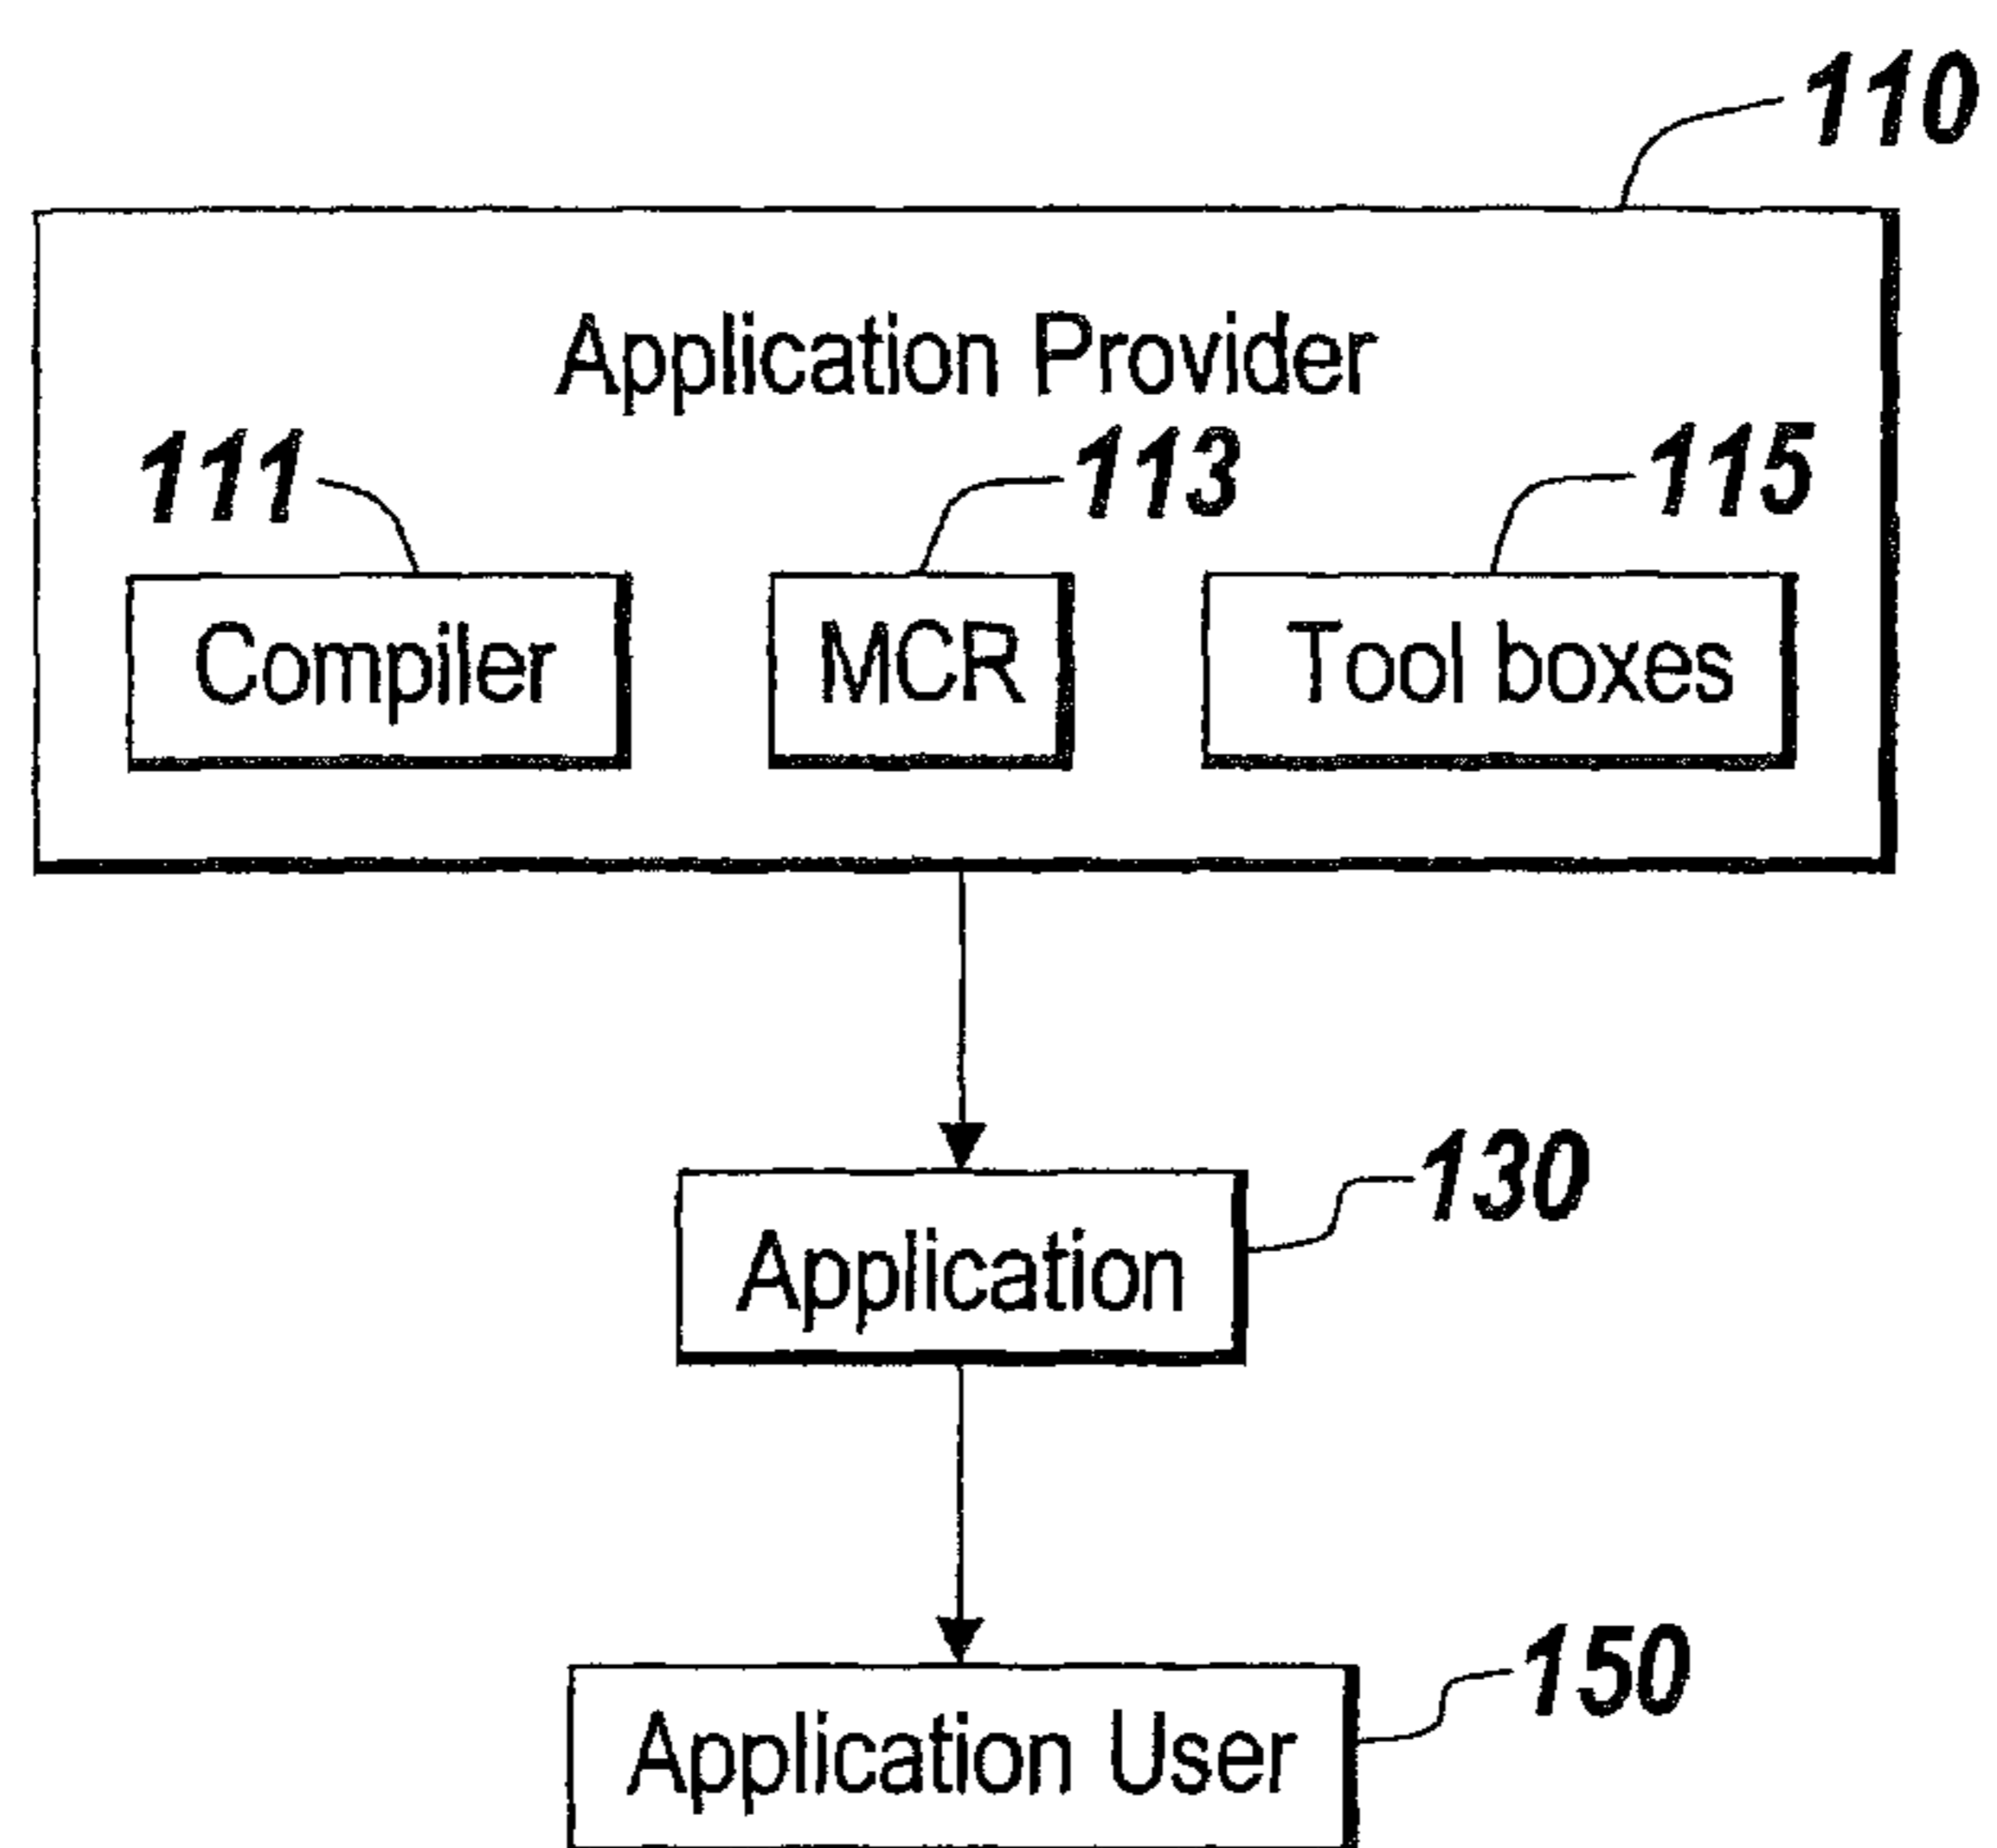 110
Application Provider
111 113 115
Compiler MCR Tool boxes
130
Application
150
Application User